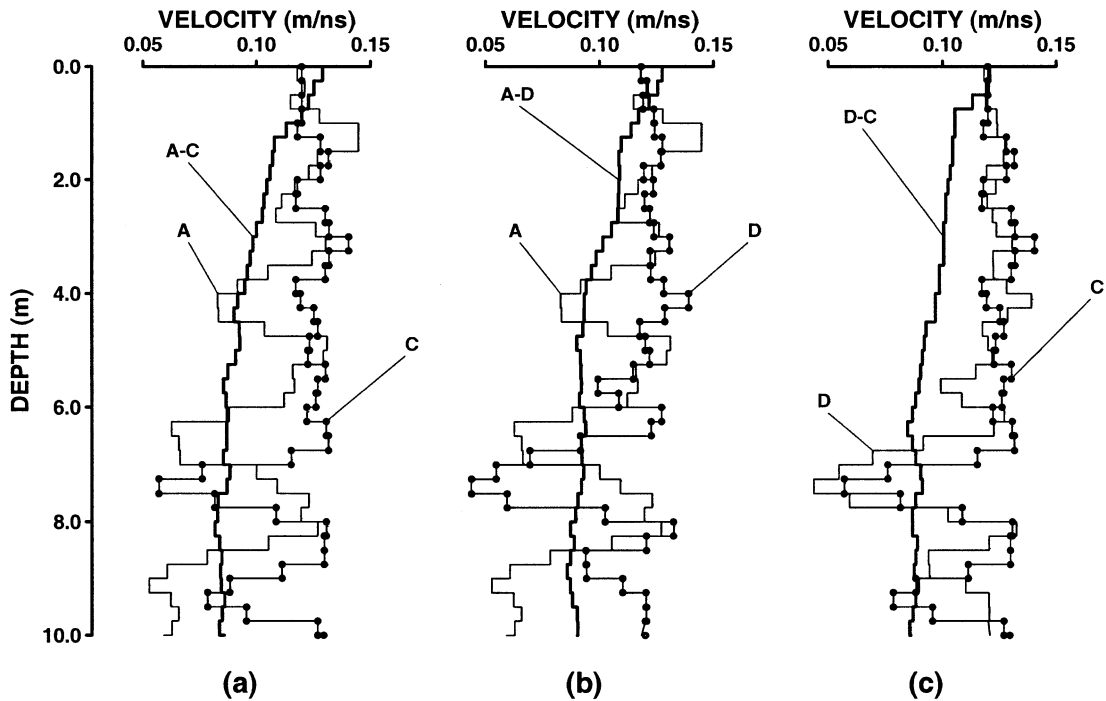 VELOCITY (m/ns)
0.05 0.10 0.15
VELOCITY (m/ns)
0.05 0.10 0.15
VELOCITY (m/ns)
0.05 0.10 0.15
DEPTH (m)
0.0
2.0
4.0
6.0
8.0
10.0
A-C
A
C
A-D
A
D
D-C
C
D
(a)
(b)
(c)